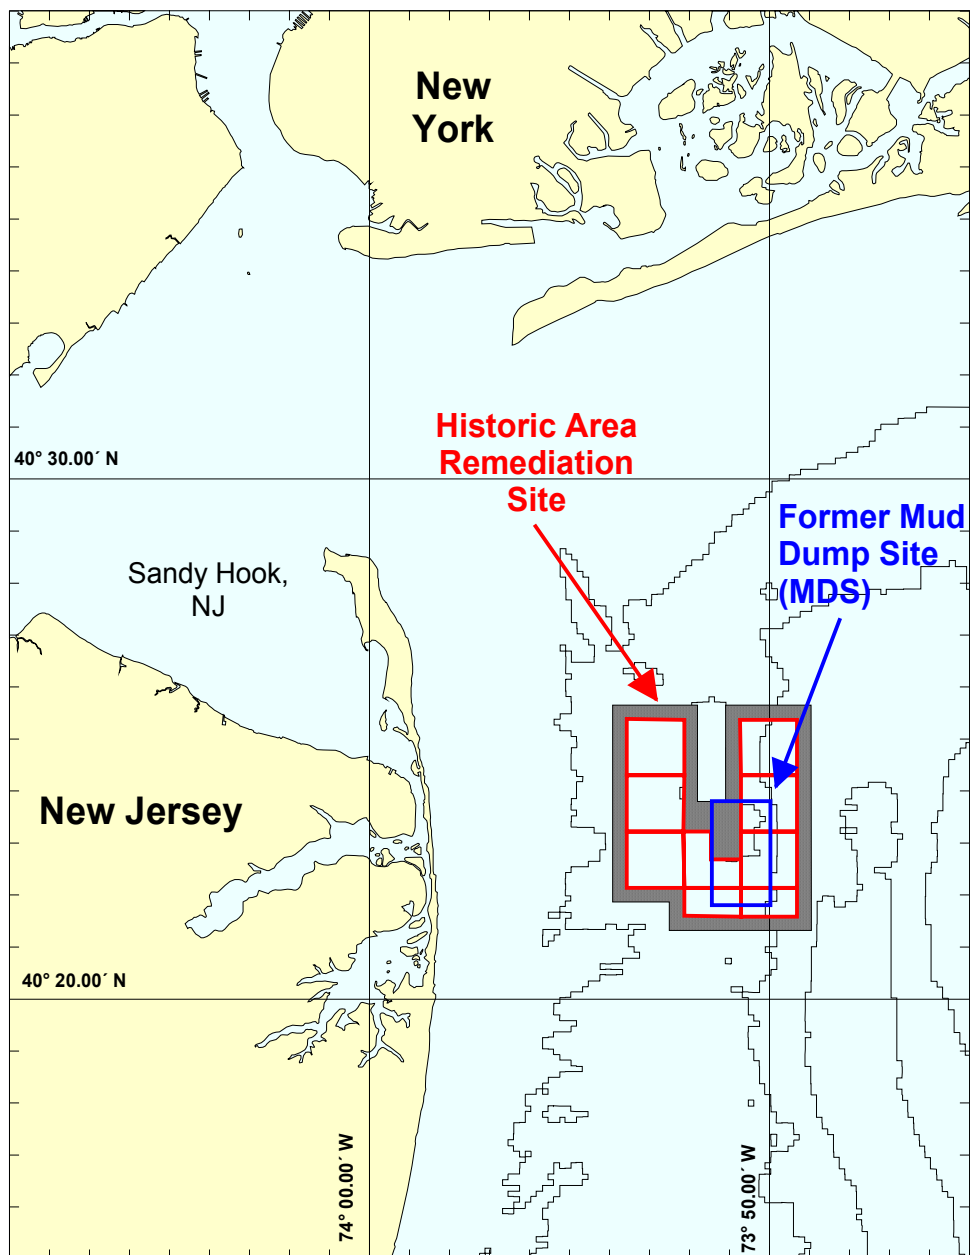 New
York
Historic Area
Remediation
Site
40° 30.00´ N
Former Mud
Dump Site
(MDS)
Sandy Hook,
NJ
New Jersey
40° 20.00´ N
74° 00.00´ W
73° 50.00´ W